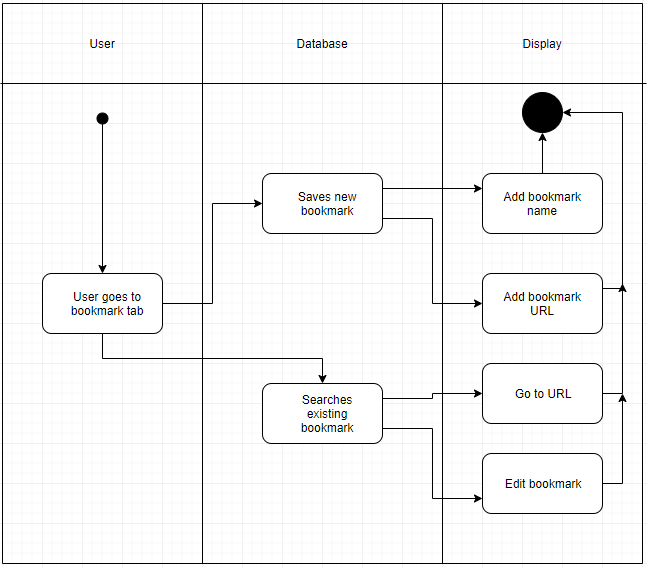 User
Database
Display
Saves new
bookmark
Add bookmark
name
User goes to
bookmark tab
Add bookmark
URL
Searches
existing
bookmark
Go to URL
Edit bookmark